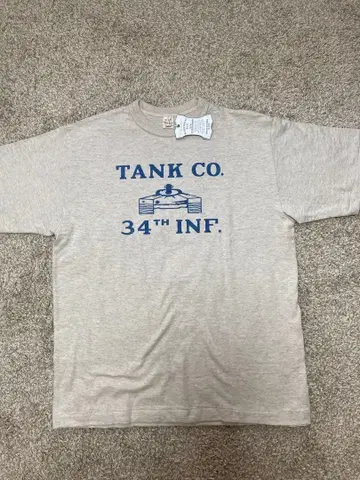 TANK CO.
34TH INF.